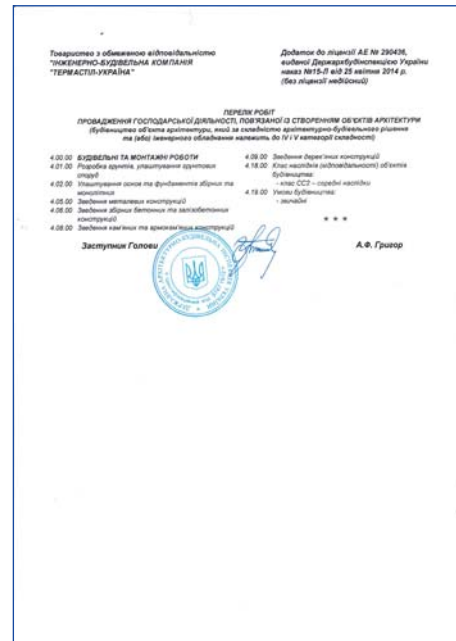 Товариство з обмеженою відповідальністю
"ІНЖЕНЕРНО-БУДІВЕЛЬНА КОМПАНІЯ
"ТЕРМАСТІЛ-УКРАЇНА"
Додаток до ліцензії АЕ № 290436,
виданої Держархбудінспекцією України
наказ №15-Л від 25 квітня 2014 р.
(без ліцензії недійсний)
ПЕРЕЛІК РОБІТ
ПРОВАДЖЕННЯ ГОСПОДАРСЬКОЇ ДІЯЛЬНОСТІ, ПОВ'ЯЗАНОЇ ІЗ СТВОРЕННЯМ ОБ'ЄКТІВ АРХІТЕКТУРИ
(будівництво об'єкта архітектури, який за складністю архітектурно-будівельного рішення
та (або) інженерного обладнання належить до IV і V категорії складності)
4.00.00 БУДІВЕЛЬНІ ТА МОНТАЖНІ РОБОТИ
4.01.00 Розробка ґрунтів, улаштування ґрунтових
споруд
4.02.00 Улаштування основ та фундаментів збірних та
монолітних
4.05.00 Зведення металевих конструкцій
4.06.00 Зведення збірних бетонних та залізобетонних
конструкцій
4.08.00 Зведення кам'яних та армокам'яних конструкцій
4.09.00 Зведення дерев'яних конструкцій
4.18.00 Клас наслідків (відповідальності) об'єктів
будівництва:
- клас СС2 – середні наслідки
4.19.00 Умови будівництва:
- звичайні
* * *
Заступник Голови
А.Ф. Григор